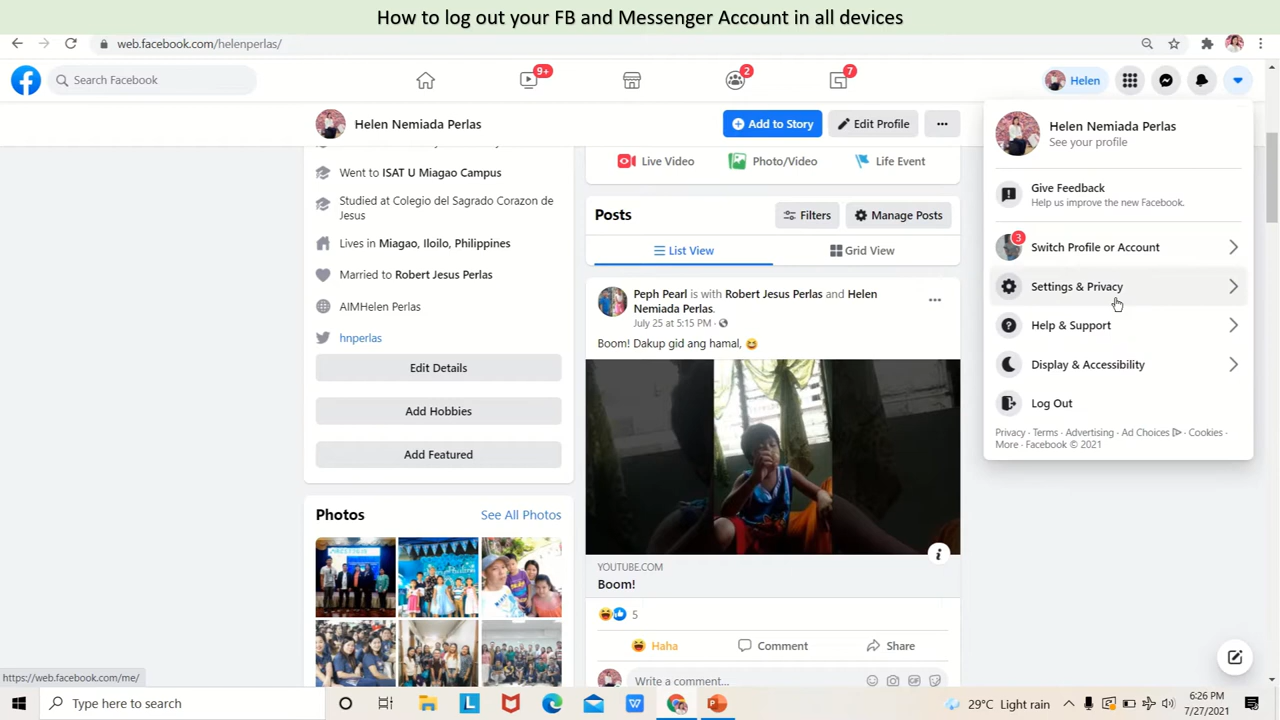 How to log out your FB and Messenger Account in all devices
web.facebook.com/helenperlas/
Search Facebook
9+
2
7
Helen
Helen Nemiada Perlas
Add to Story
Edit Profile
Went to ISAT U Miagao Campus
Studied at Colegio del Sagrado Corazon de
Jesus
Lives in Miagao, Iloilo, Philippines
Married to Robert Jesus Perlas
AIMHelen Perlas
hnperlas
Edit Details
Add Hobbies
Add Featured
Photos
See All Photos
Live Video
Photo/Video
Life Event
Posts
Filters
Manage Posts
List View
Grid View
Peph Pearl is with Robert Jesus Perlas and Helen
Nemiada Perlas.
July 25 at 5:15 PM ·
Boom! Dakup gid ang hamal, 😆
YOUTUBE.COM
Boom!
5
Haha
Comment
Share
Write a comment...
GIF
Helen Nemiada Perlas
See your profile
Give Feedback
Help us improve the new Facebook.
3
Switch Profile or Account
Settings & Privacy
Help & Support
Display & Accessibility
Log Out
Privacy · Terms · Advertising · Ad Choices · Cookies ·
More · Facebook © 2021
https://web.facebook.com/me/
Type here to search
29°C Light rain
6:26 PM
7/27/2021